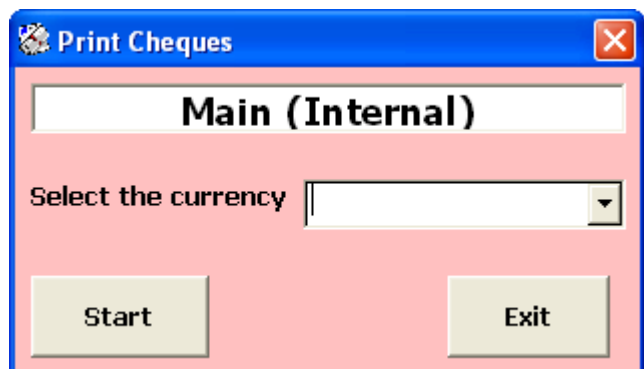 Print Cheques
Main (Internal)
Select the currency
Start
Exit